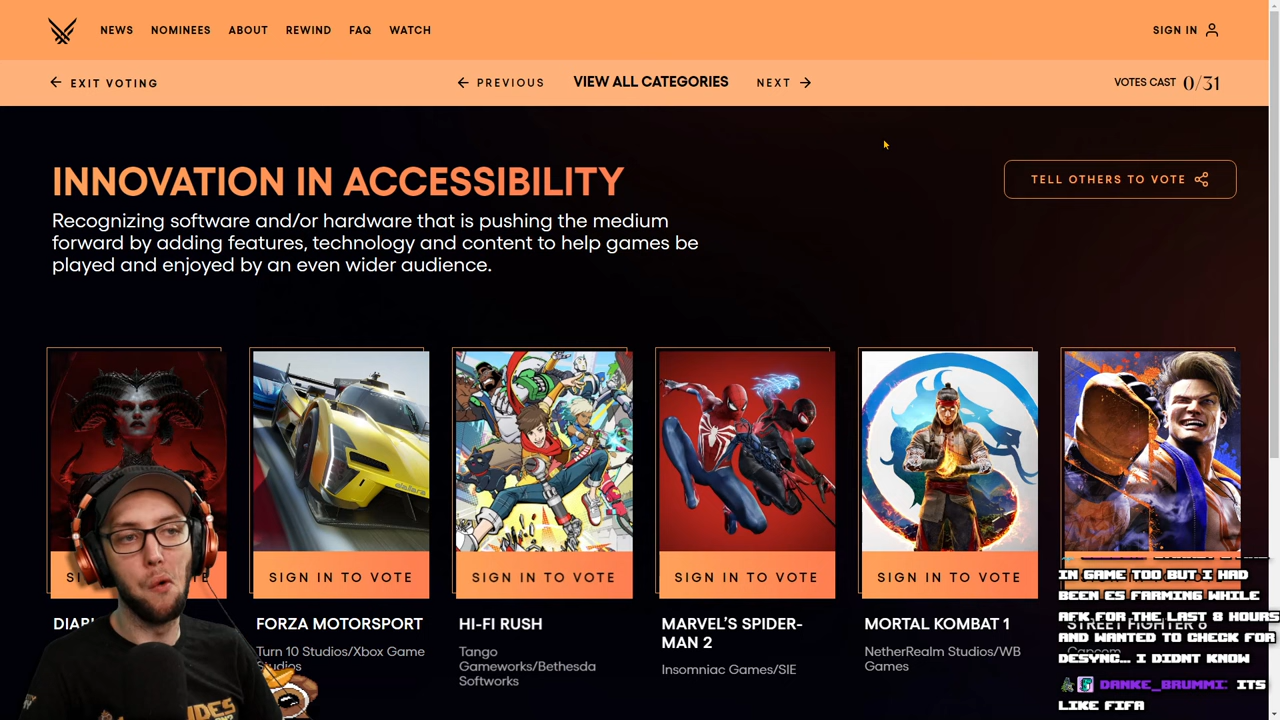 NEWS NOMINEES ABOUT REWIND FAQ WATCH SIGN IN
EXIT VOTING PREVIOUS VIEW ALL CATEGORIES NEXT VOTES CAST 0/31
INNOVATION IN ACCESSIBILITY
TELL OTHERS TO VOTE
Recognizing software and/or hardware that is pushing the medium
forward by adding features, technology and content to help games be
played and enjoyed by an even wider audience.
SIGN IN TO VOTE
SIGN IN TO VOTE
SIGN IN TO VOTE
SIGN IN TO VOTE
FORZA MOTORSPORT
Turn 10 Studios/Xbox Game
Studios
HI-FI RUSH
Tango
Gameworks/Bethesda
Softworks
MARVEL'S SPIDER-
MAN 2
Insomniac Games/SIE
MORTAL KOMBAT 1
NetherRealm Studios/WB
Games
STREET FIGHTER 6
Capcom
IN GAME TOO BUT I HAD
BEEN ES FARMING WHILE
AFK FOR THE LAST 8 HOURS
AND WANTED TO CHECK FOR
DESYNC... I DIDNT KNOW
DANKE_BRUMMI: ITS
LIKE FIFA